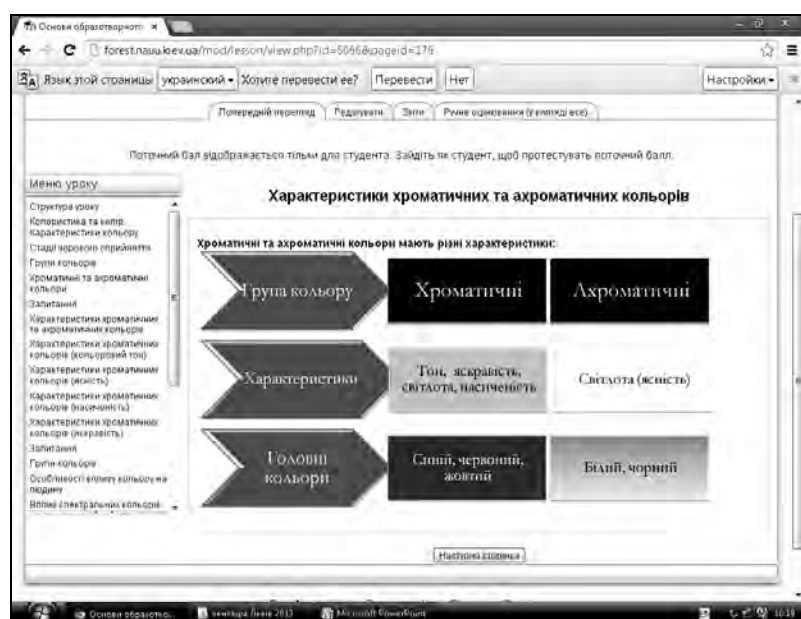 Основи образотворчого
forest.nauu.kiev.ua/mod/lesson/view.php?id=5066&pageid=176
Язык этой страницы украинский Хотите перевести ее? Перевести Нет Настройки
Попередній перегляд Редагувати Звіти Ручне оцінювання
Поточний бал відображається тільки для студента. Зайдіть як студент, щоб протестувать поточний балл.
Меню уроку
Характеристики хроматичних та ахроматичних кольорів
Структура уроку
Колористика та колір.
Характеристики кольору
Стадії зорового сприйняття
Групи кольорів
Хроматичні та ахроматичні
кольори
Запитання
Характеристики хроматичних
та ахроматичних кольорів
Характеристики хроматичних
кольорів (кольоровий тон)
Характеристики хроматичних
кольорів (ясність)
Характеристики хроматичних
кольорів (насиченість)
Характеристики хроматичних
кольорів (яскравість)
Запитання
Групи кольорів
Особливості впливу кольору на
людину
Вплив спектральних кольорів
Хроматичні та ахроматичні кольори мають різні характеристики:
Група кольору
Хроматичні
Ахроматичні
Характеристики
Тон, яскравість,
світлота, насиченість
Світлота (ясність)
Головні
кольори
Синій, червоний,
жовтий
Білий, чорний
Наступна сторінка
Основи образотво... 2013 Microsoft PowerPoint